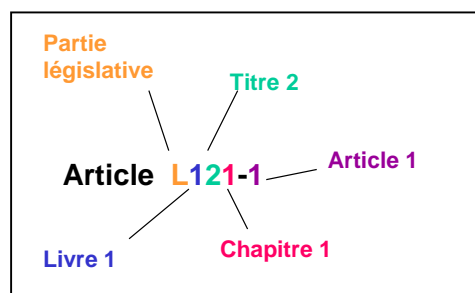 Partie
législative
Titre 2
Article L121-1
Article 1
Livre 1
Chapitre 1